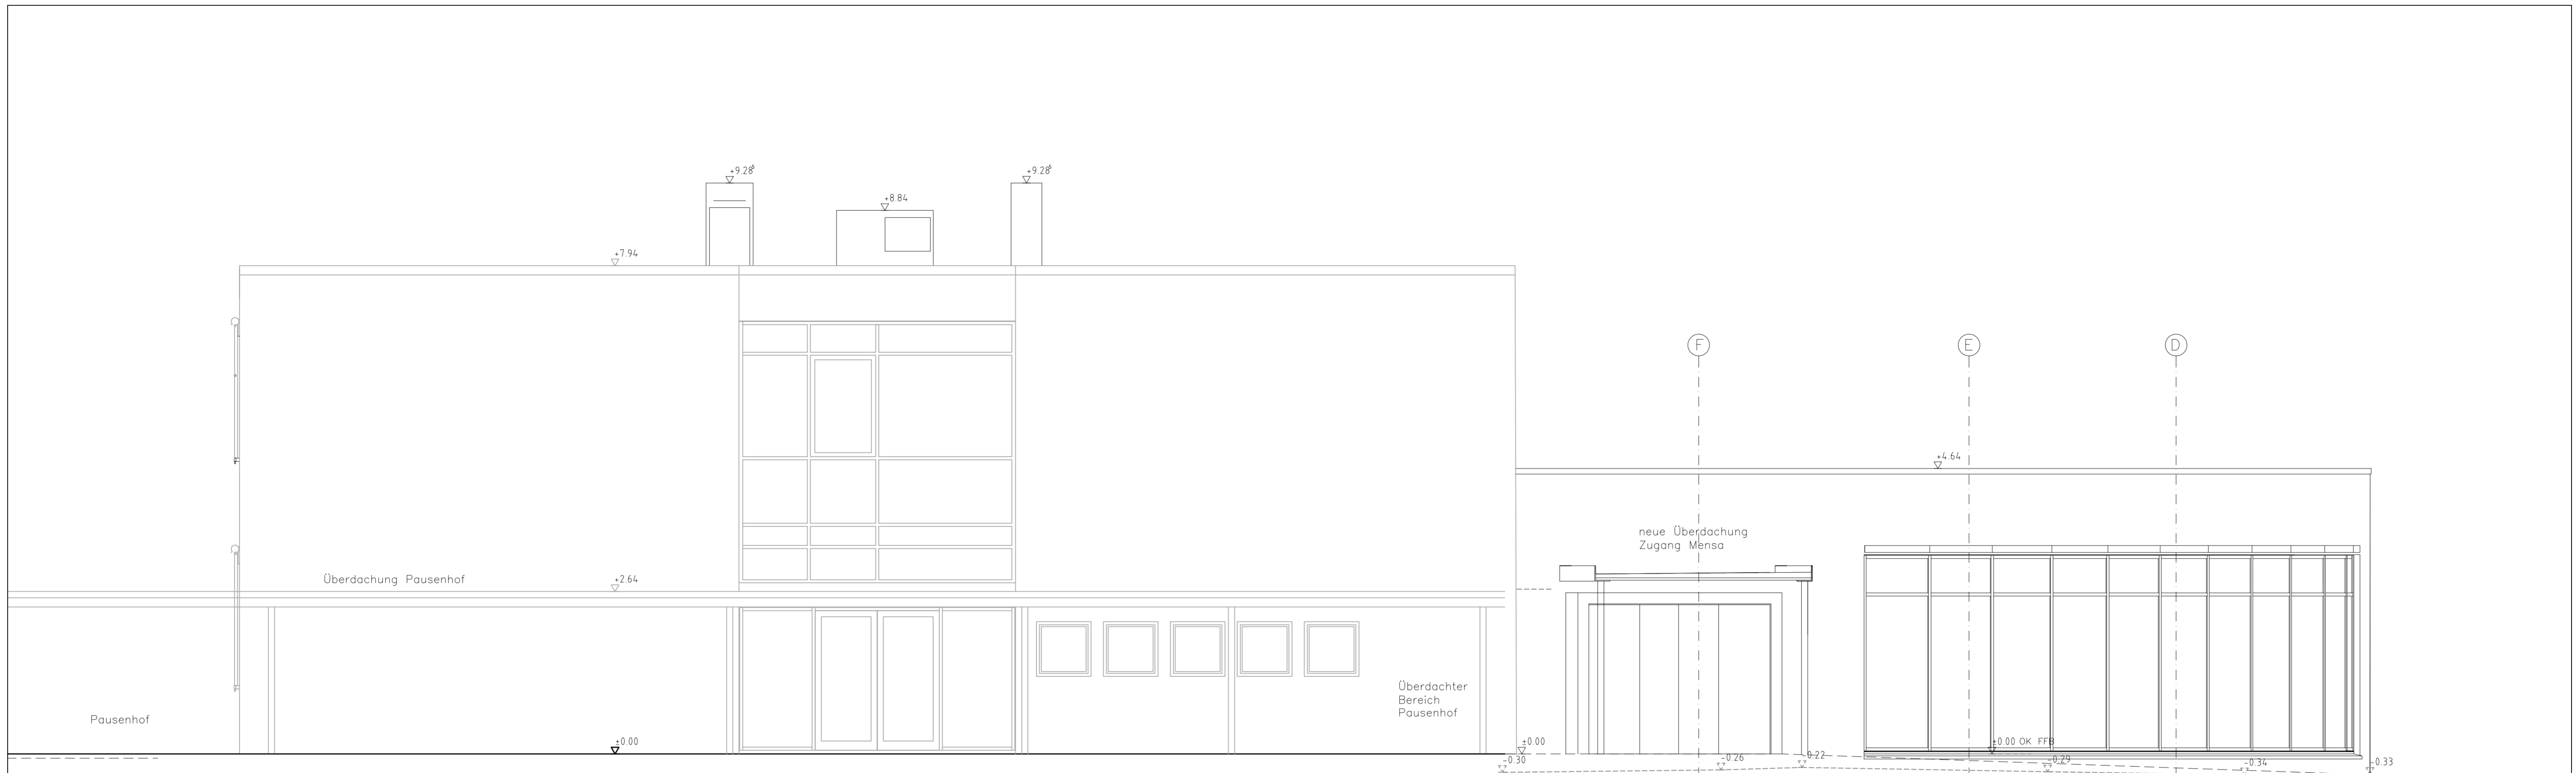 +9.28⁵
+9.28⁵
+8.84
+7.94
F
E
D
+4.64
neue Überdachung
Zugang Mensa
Überdachung Pausenhof
+2.64
Überdachter
Bereich
Pausenhof
Pausenhof
±0.00
±0.00
±0.00 OK FFB
-0.30
-0.26
-0.22
-0.29
-0.34
-0.33